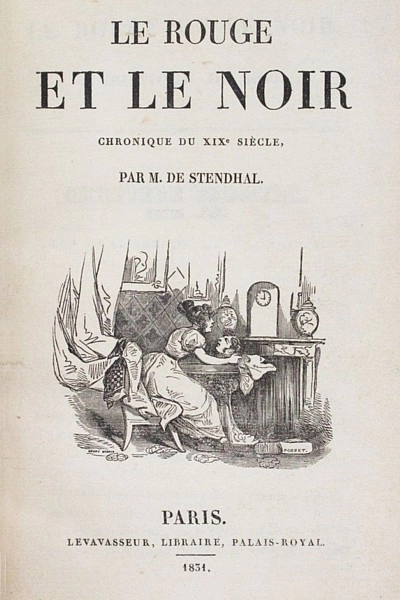 LE ROUGE
ET LE NOIR
CHRONIQUE DU XIXe SIÈCLE,
PAR M. DE STENDHAL.
PARIS.
LEVAVASSEUR, LIBRAIRE, PALAIS-ROYAL.
1831.